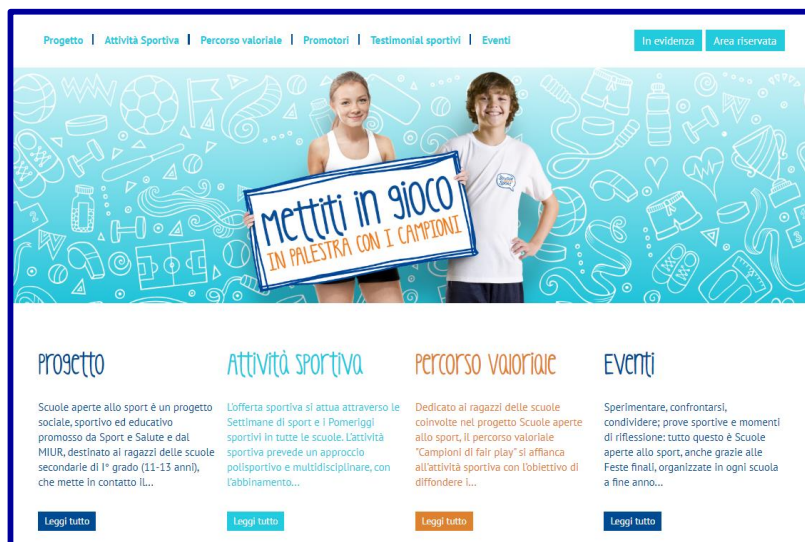 Progetto | Attività Sportiva | Percorso valoriale | Promotori | Testimonial sportivi | Eventi
In evidenza
Area riservata
Mettiti in gioco
IN PALESTRA CON I CAMPIONI
Progetto
Scuole aperte allo sport è un progetto
sociale, sportivo ed educativo
promosso da Sport e Salute e dal
MIUR, destinato ai ragazzi delle scuole
secondarie di I° grado (11-13 anni),
che mette in contatto il...
Leggi tutto
Attività sportiva
L'offerta sportiva si attua attraverso le
Settimane di sport e i Pomeriggi
sportivi in tutte le scuole. L'attività
sportiva prevede un approccio
polisportivo e multidisciplinare, con
l'abbinamento...
Leggi tutto
Percorso valoriale
Dedicato ai ragazzi delle scuole
coinvolte nel progetto Scuole aperte
allo sport, il percorso valoriale
"Campioni di fair play" si affianca
all'attività sportiva con l'obiettivo di
diffondere i...
Leggi tutto
Eventi
Sperimentare, confrontarsi,
condividere; prove sportive e momenti
di riflessione: tutto questo è Scuole
aperte allo sport, anche grazie alle
Feste finali, organizzate in ogni scuola
a fine anno...
Leggi tutto